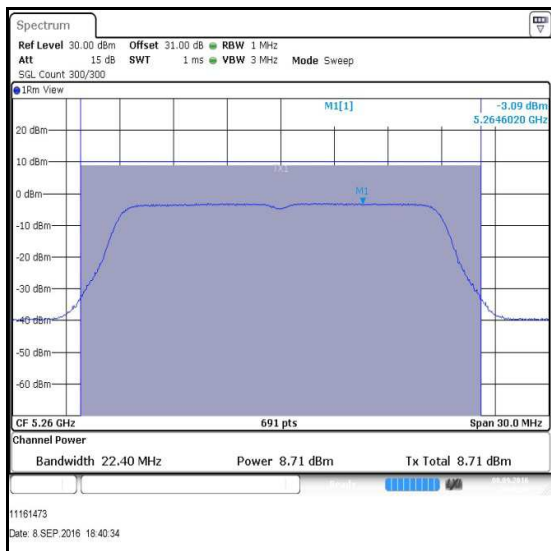 Spectrum
Ref Level 30.00 dBm Offset 31.00 dB RBW 1 MHz
Att 15 dB SWT 1 ms VBW 3 MHz Mode Sweep
SGL Count 300/300
1Rm View
M1[1] -3.09 dBm
5.2646020 GHz
20 dBm
10 dBm
TX1
0 dBm
M1
-10 dBm
-20 dBm
-30 dBm
-40 dBm
-50 dBm
-60 dBm
CF 5.26 GHz 691 pts Span 30.0 MHz
Channel Power
Bandwidth 22.40 MHz Power 8.71 dBm Tx Total 8.71 dBm
11161473
Date: 8.SEP.2016 18:40:34